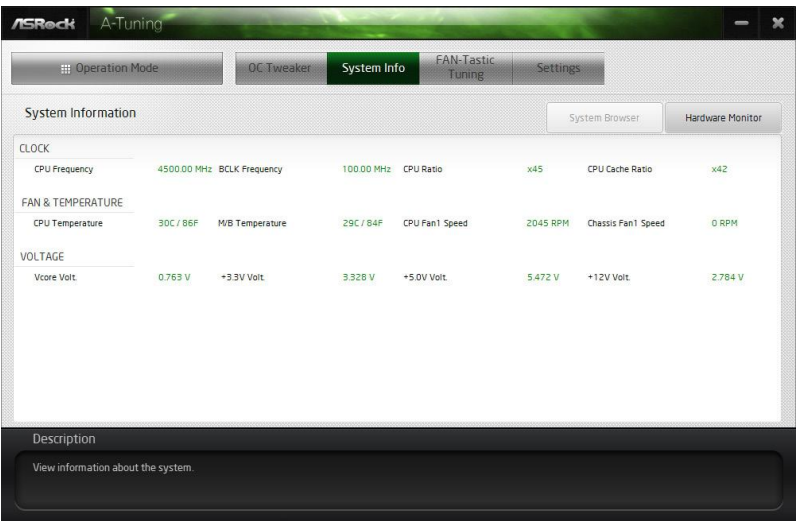 ASRock A-Tuning
Operation Mode OC Tweaker System Info FAN-Tastic
Tuning Settings
System Information System Browser Hardware Monitor
CLOCK
CPU Frequency 4500.00 MHz BCLK Frequency 100.00 MHz CPU Ratio x45 CPU Cache Ratio x42
FAN & TEMPERATURE
CPU Temperature 30C / 86F M/B Temperature 29C / 84F CPU Fan1 Speed 2045 RPM Chassis Fan1 Speed 0 RPM
VOLTAGE
Vcore Volt. 0.763 V +3.3V Volt. 3.328 V +5.0V Volt. 5.472 V +12V Volt. 2.784 V
Description
View information about the system.